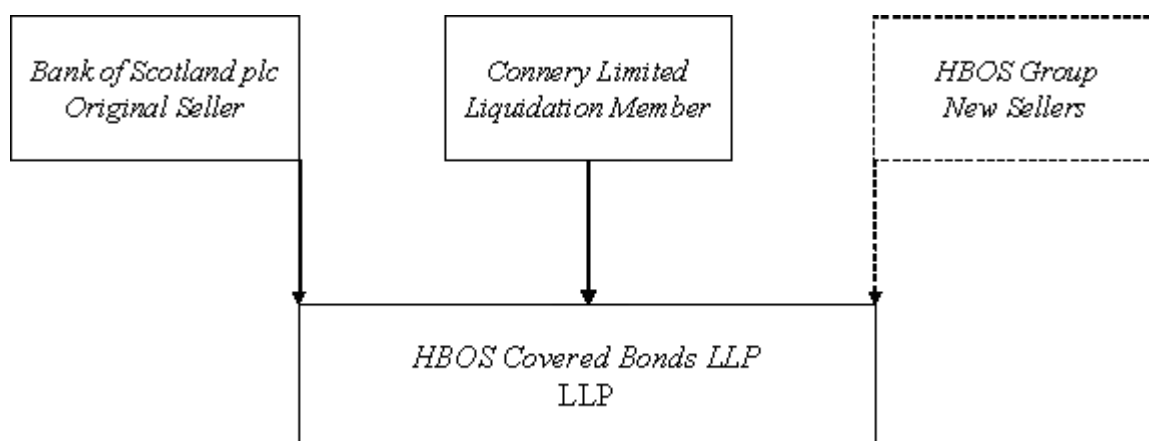 Bank of Scotland plc
Original Seller
Connery Limited
Liquidation Member
HBOS Group
New Sellers
HBOS Covered Bonds LLP
LLP